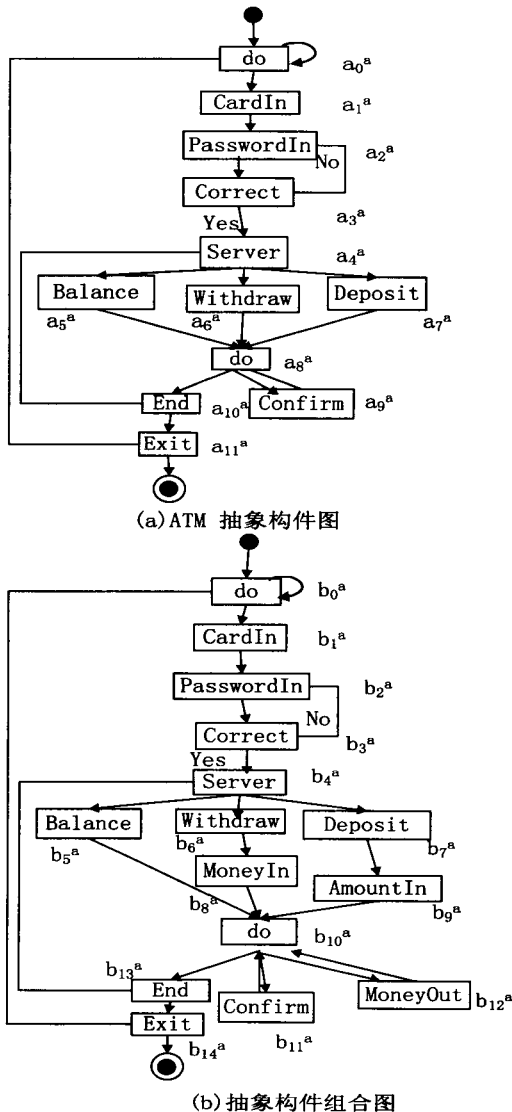 do
a₀ᵃ
CardIn
a₁ᵃ
PasswordIn
a₂ᵃ
No
Correct
a₃ᵃ
Yes
Server
a₄ᵃ
Balance
Withdraw
Deposit
a₅ᵃ
a₆ᵃ
a₇ᵃ
do
a₈ᵃ
End
a₁₀ᵃ
Confirm
a₉ᵃ
Exit
a₁₁ᵃ
(a)ATM 抽象构件图
do
b₀ᵃ
CardIn
b₁ᵃ
PasswordIn
b₂ᵃ
No
Correct
b₃ᵃ
Yes
Server
b₄ᵃ
Balance
Withdraw
Deposit
b₅ᵃ
b₆ᵃ
b₇ᵃ
MoneyIn
AmountIn
b₈ᵃ
b₉ᵃ
do
b₁₀ᵃ
b₁₃ᵃ
End
Confirm
MoneyOut
b₁₂ᵃ
Exit
b₁₄ᵃ
b₁₁ᵃ
(b)抽象构件组合图